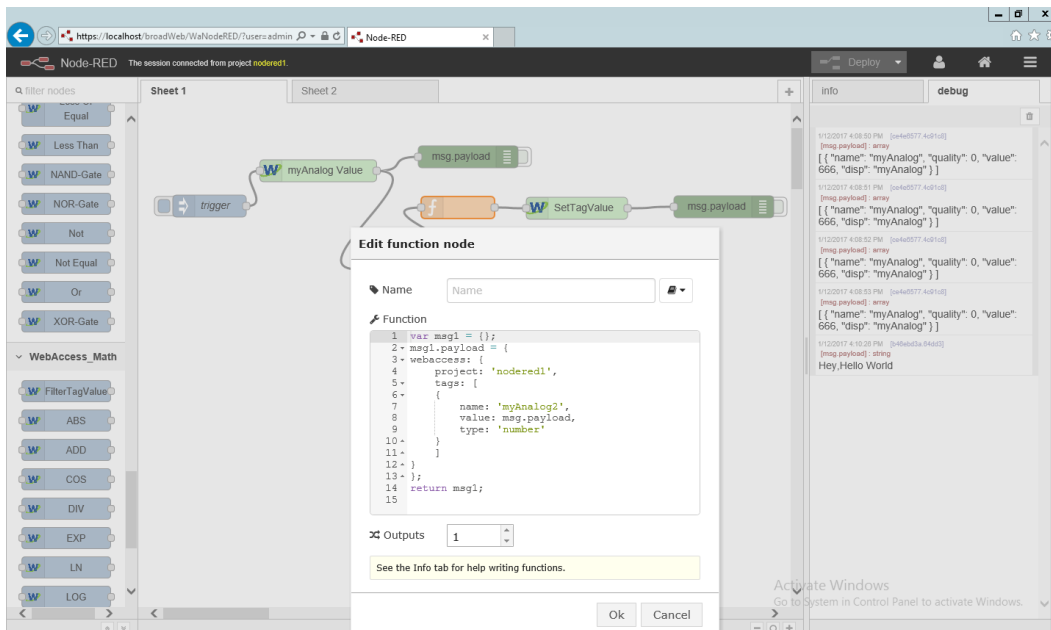 https://localhost/broadWeb/WaNodeRED/?user=admin
Node-RED
Node-RED
The session connected from project nodered1.
Deploy
filter nodes
Equal
Less Than
NAND-Gate
NOR-Gate
Not
Not Equal
Or
XOR-Gate
WebAccess_Math
FilterTagValue
ABS
ADD
COS
DIV
EXP
LN
LOG
Sheet 1
Sheet 2
trigger
myAnalog Value
msg.payload
SetTagValue
msg.payload
Edit function node
Name
Name
Function
1 var msg1 = {};
2 msg1.payload = {
3 webaccess: {
4 project: 'nodered1',
5 tags: [
6 {
7 name: 'myAnalog2',
8 value: msg.payload,
9 type: 'number'
10 }
11 ]
12 }
13 };
14 return msg1;
15
Outputs
1
See the Info tab for help writing functions.
Ok
Cancel
info
debug
1/12/2017 4:08:50 PM
[msg.payload] : array
[ { "name": "myAnalog", "quality": 0, "value":
666, "disp": "myAnalog" } ]
1/12/2017 4:08:51 PM
[msg.payload] : array
[ { "name": "myAnalog", "quality": 0, "value":
666, "disp": "myAnalog" } ]
1/12/2017 4:08:52 PM
[msg.payload] : array
[ { "name": "myAnalog", "quality": 0, "value":
666, "disp": "myAnalog" } ]
1/12/2017 4:08:53 PM
[msg.payload] : array
[ { "name": "myAnalog", "quality": 0, "value":
666, "disp": "myAnalog" } ]
[msg.payload] : string
Hey,Hello World
Activate Windows
Go to System in Control Panel to activate Windows.